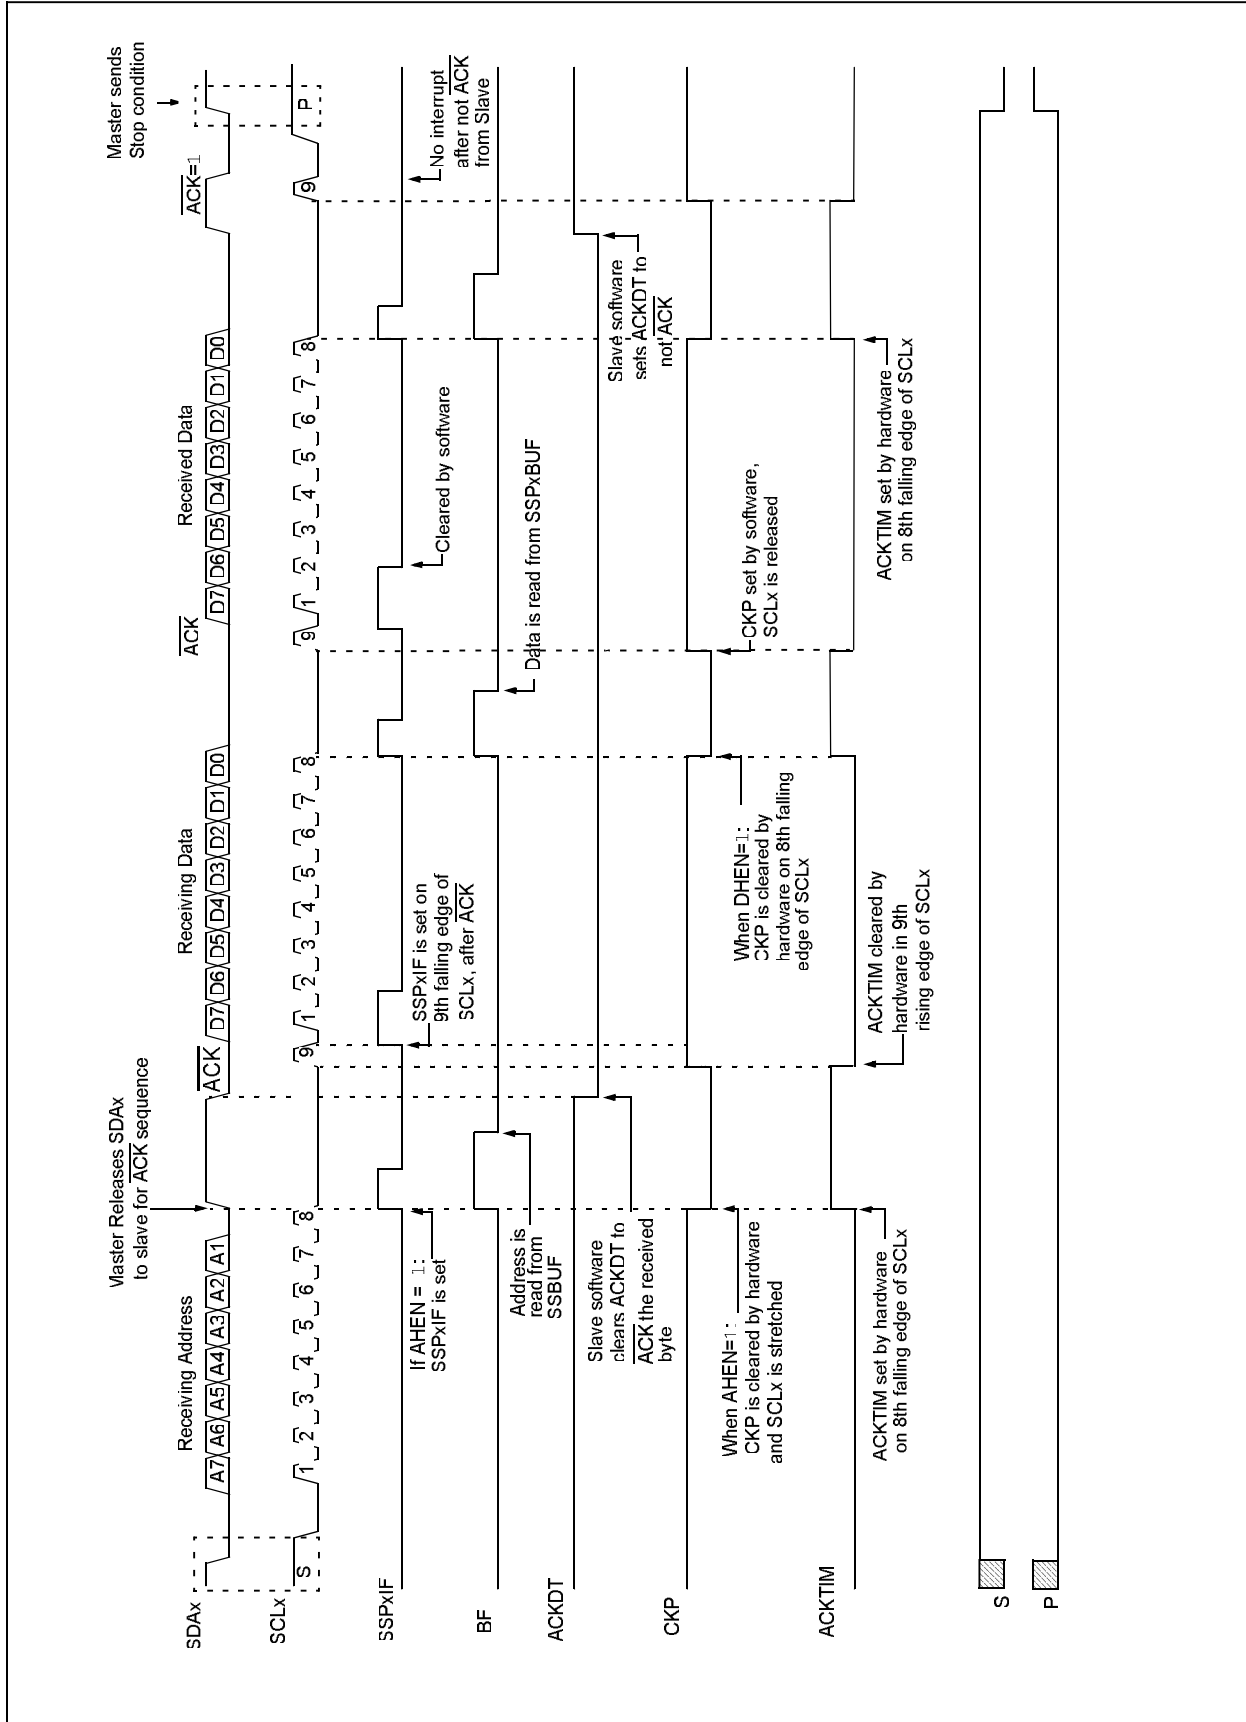 Master Releases SDAx
to slave for ACK sequence
Master sends
Stop condition
Receiving Address
Receiving Data
Received Data
ACK
ACK
ACK=1
SDAx
A7 A6 A5 A4 A3 A2 A1
D7 D6 D5 D4 D3 D2 D1 D0
D7 D6 D5 D4 D3 D2 D1 D0
SCLx
S
1 2 3 4 5 6 7 8
9
1 2 3 4 5 6 7 8
9
1 2 3 4 5 6 7 8
9
P
SSPxIF
If AHEN = 1:
SSPxIF is set
SSPxIF is set on
9th falling edge of
SCLx, after ACK
Cleared by software
No interrupt
after not ACK
from Slave
BF
Address is
read from
SSBUF
Data is read from SSPxBUF
ACKDT
Slave software
clears ACKDT to
ACK the received
byte
Slave software
sets ACKDT to
not ACK
CKP
When AHEN=1:
CKP is cleared by hardware
and SCLx is stretched
When DHEN=1:
CKP is cleared by
hardware on 8th falling
edge of SCLx
CKP set by software,
SCLx is released
ACKTIM
ACKTIM set by hardware
on 8th falling edge of SCLx
ACKTIM cleared by
hardware in 9th
rising edge of SCLx
ACKTIM set by hardware
on 8th falling edge of SCLx
S
P